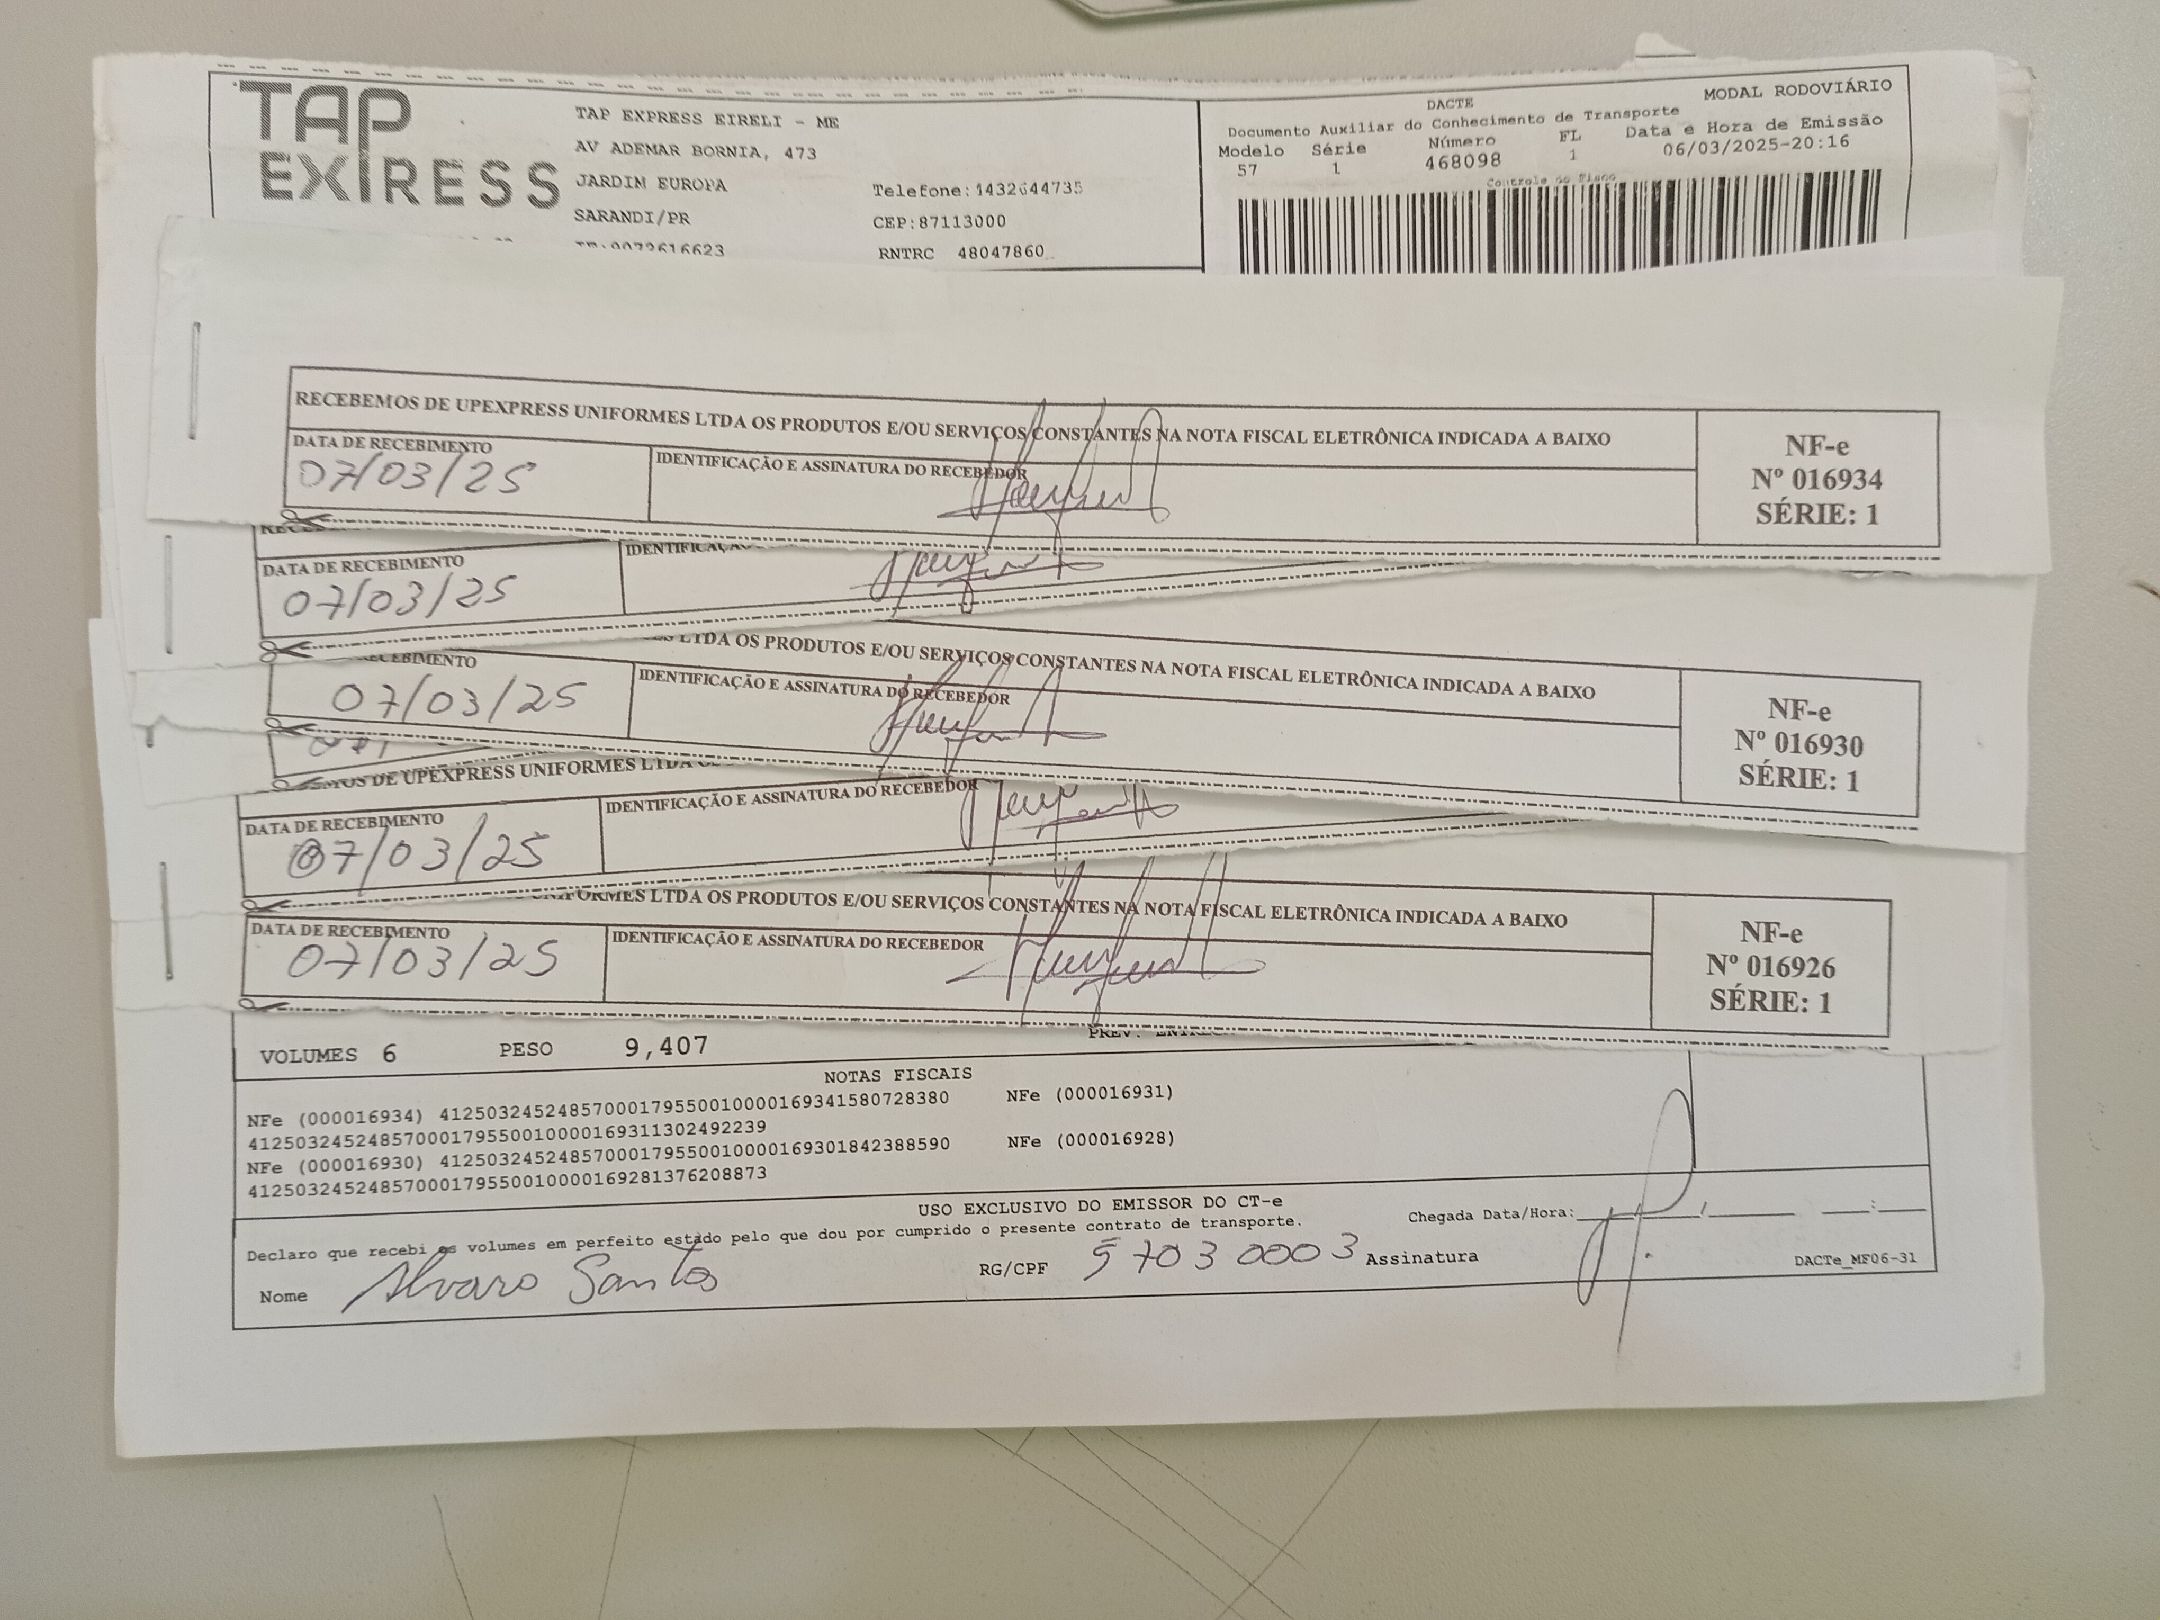 TAP
EXPRESS
TAP EXPRESS EIRELI - ME
AV ADEMAR BORNIA, 473
JARDIM EUROPA
SARANDI/PR
Telefone:1432644735
CEP:87113000
RNTRC 48047860
DACTE
MODAL RODOVIÁRIO
Documento Auxiliar do Conhecimento de Transporte
Modelo Série Número FL Data e Hora de Emissão
57 1 468098 1 06/03/2025-20:16
Controle do Fisco
RECEBEMOS DE UPEXPRESS UNIFORMES LTDA OS PRODUTOS E/OU SERVIÇOS CONSTANTES NA NOTA FISCAL ELETRÔNICA INDICADA A BAIXO
DATA DE RECEBIMENTO
07/03/25
IDENTIFICAÇÃO E ASSINATURA DO RECEBEDOR
NF-e
Nº 016934
SÉRIE: 1
DATA DE RECEBIMENTO
07/03/25
LTDA OS PRODUTOS E/OU SERVIÇOS CONSTANTES NA NOTA FISCAL ELETRÔNICA INDICADA A BAIXO
07/03/25
IDENTIFICAÇÃO E ASSINATURA DO RECEBEDOR
NF-e
Nº 016930
SÉRIE: 1
DE UPEXPRESS UNIFORMES LTDA
DATA DE RECEBIMENTO
07/03/25
IDENTIFICAÇÃO E ASSINATURA DO RECEBEDOR
LTDA OS PRODUTOS E/OU SERVIÇOS CONSTANTES NA NOTA FISCAL ELETRÔNICA INDICADA A BAIXO
DATA DE RECEBIMENTO
07/03/25
IDENTIFICAÇÃO E ASSINATURA DO RECEBEDOR
NF-e
Nº 016926
SÉRIE: 1
VOLUMES 6 PESO 9,407
NOTAS FISCAIS
NFe (000016934) 41250324524857000179550010000169341580728380 NFe (000016931)
41250324524857000179550010000169311302492239
NFe (000016930) 41250324524857000179550010000169301842388590 NFe (000016928)
41250324524857000179550010000169281376208873
USO EXCLUSIVO DO EMISSOR DO CT-e
Declaro que recebi os volumes em perfeito estado pelo que dou por cumprido o presente contrato de transporte.
Chegada Data/Hora:
Nome Alvaro Santos RG/CPF 5 703 000 3 Assinatura
DACTe_MF06-31